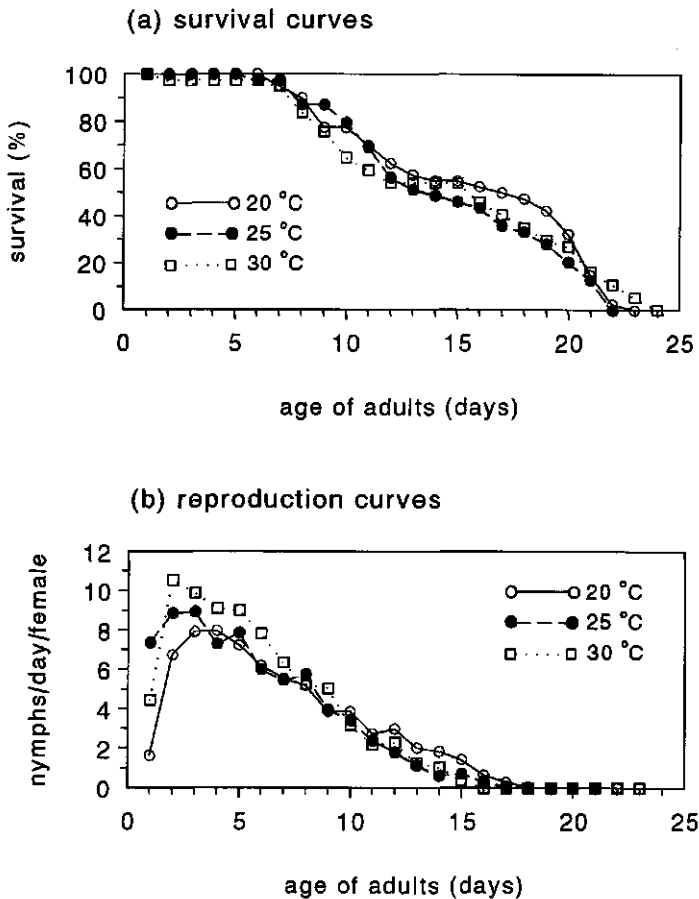 (a) survival curves
100
80
60
40
20
0
survival (%)
20 °C
25 °C
30 °C
0 5 10 15 20 25
age of adults (days)
(b) reproduction curves
12
10
8
6
4
2
0
nymphs/day/female
20 °C
25 °C
30 °C
0 5 10 15 20 25
age of adults (days)